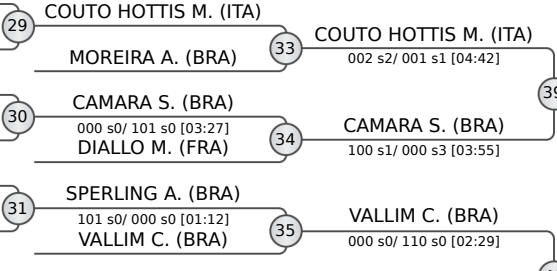 COUTO HOTTIS M. (ITA)
29
COUTO HOTTIS M. (ITA)
33
MOREIRA A. (BRA)
002 s2/ 001 s1 [04:42]
39
CAMARA S. (BRA)
30
000 s0/ 101 s0 [03:27]
CAMARA S. (BRA)
34
DIALLO M. (FRA)
100 s1/ 000 s3 [03:55]
SPERLING A. (BRA)
31
101 s0/ 000 s0 [01:12]
VALLIM C. (BRA)
35
VALLIM C. (BRA)
000 s0/ 110 s0 [02:29]